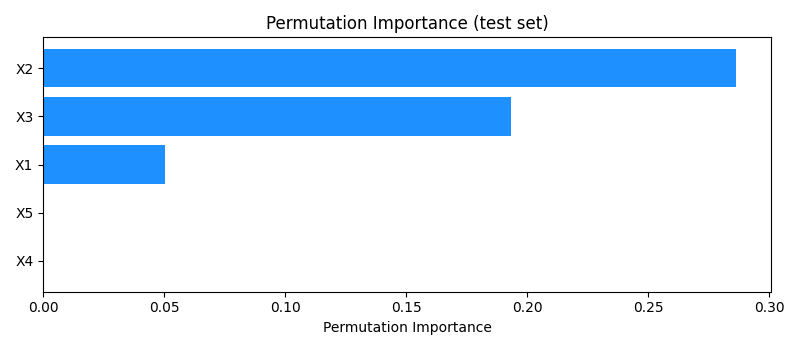 Permutation Importance (test set)
X2
X3
X1
X5
X4
0.00 0.05 0.10 0.15 0.20 0.25 0.30
Permutation Importance